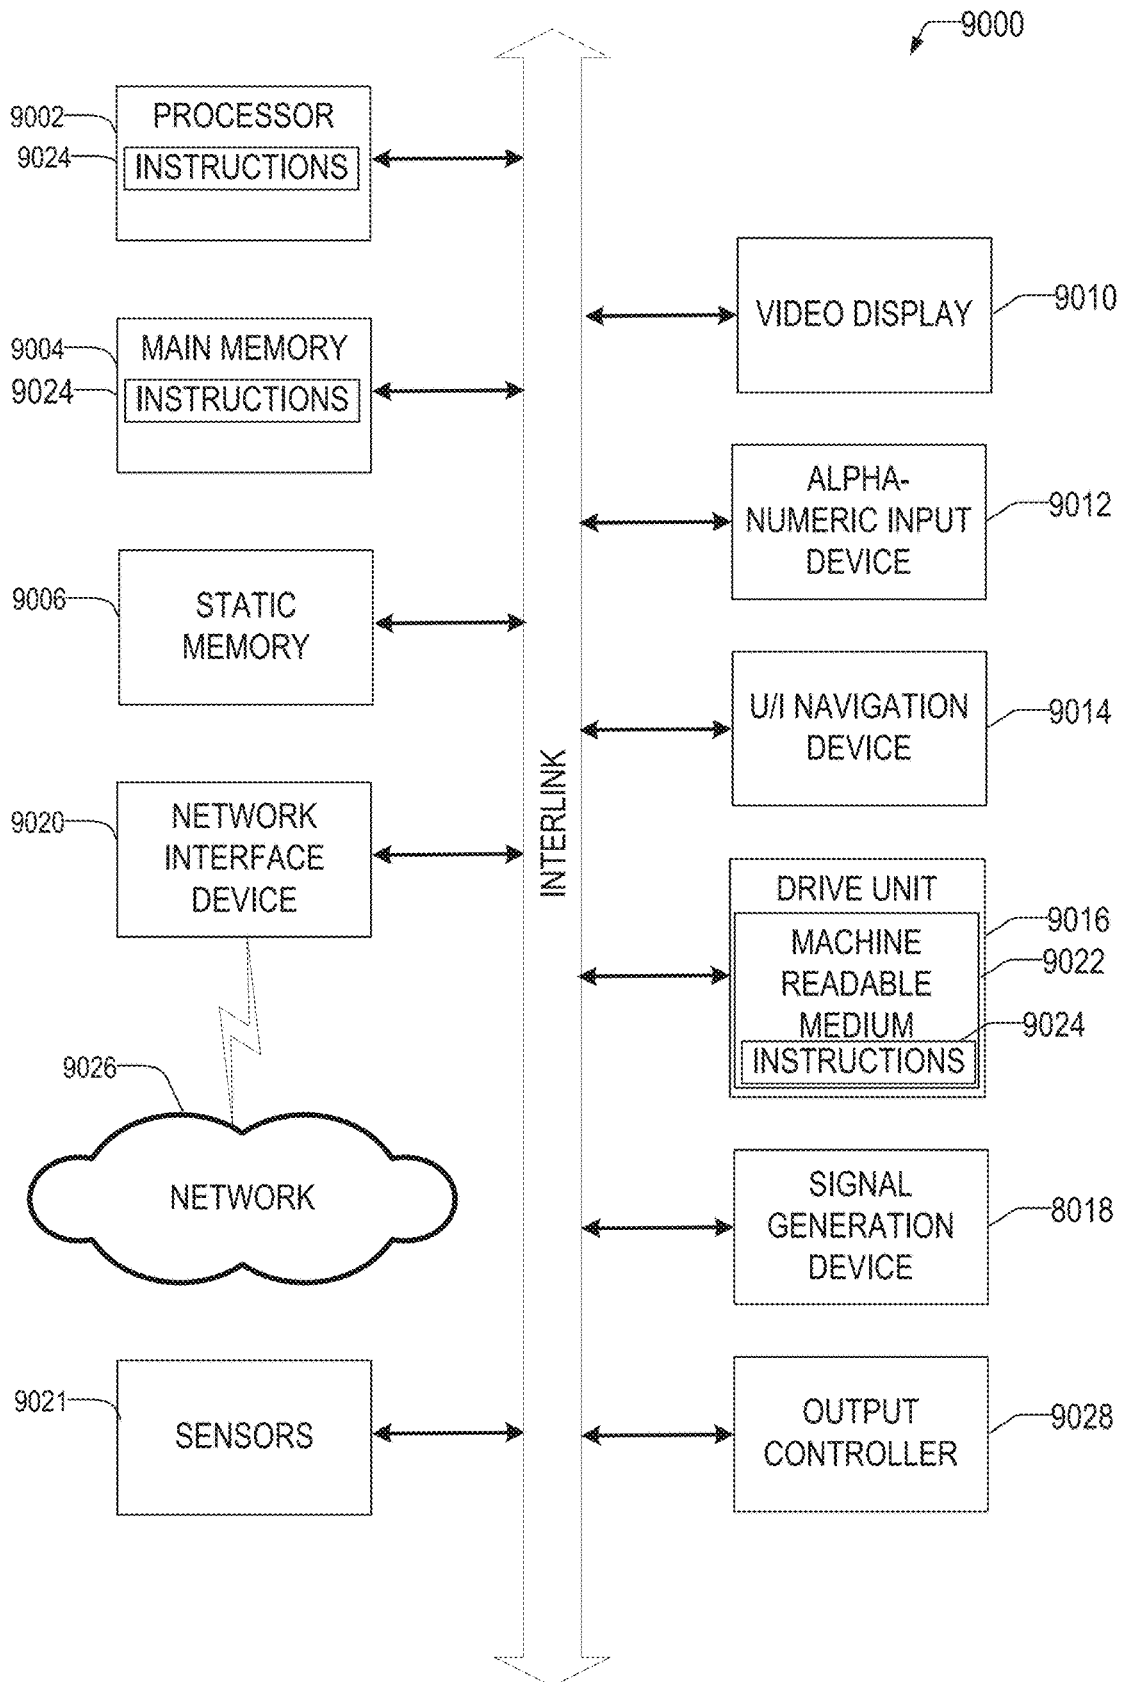 9000
9002
PROCESSOR
9024
INSTRUCTIONS
9004
MAIN MEMORY
9024
INSTRUCTIONS
9006
STATIC
MEMORY
9020
NETWORK
INTERFACE
DEVICE
9026
NETWORK
9021
SENSORS
INTERLINK
VIDEO DISPLAY
9010
ALPHA-
NUMERIC INPUT
DEVICE
9012
U/I NAVIGATION
DEVICE
9014
DRIVE UNIT
9016
MACHINE
READABLE
MEDIUM
9022
9024
INSTRUCTIONS
SIGNAL
GENERATION
DEVICE
8018
OUTPUT
CONTROLLER
9028